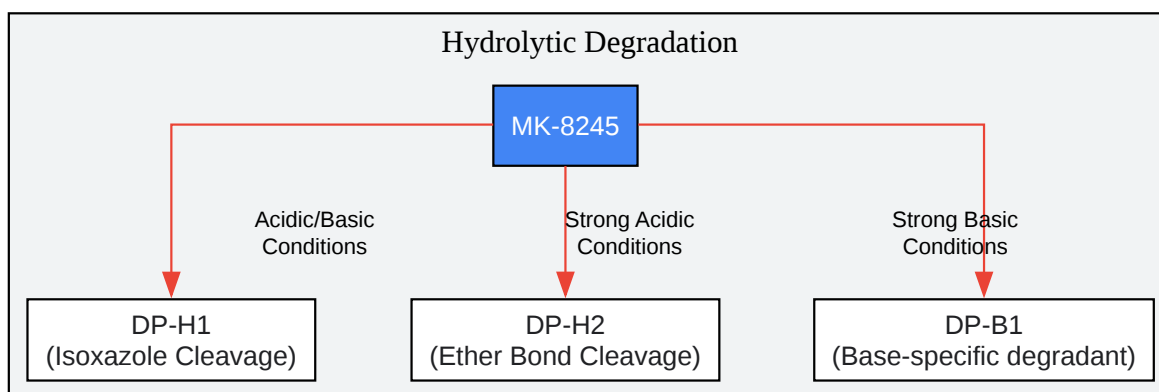 Hydrolytic Degradation
MK-8245
Acidic/Basic
Conditions
Strong Acidic
Conditions
Strong Basic
Conditions
DP-H1
(Isoxazole Cleavage)
DP-H2
(Ether Bond Cleavage)
DP-B1
(Base-specific degradant)